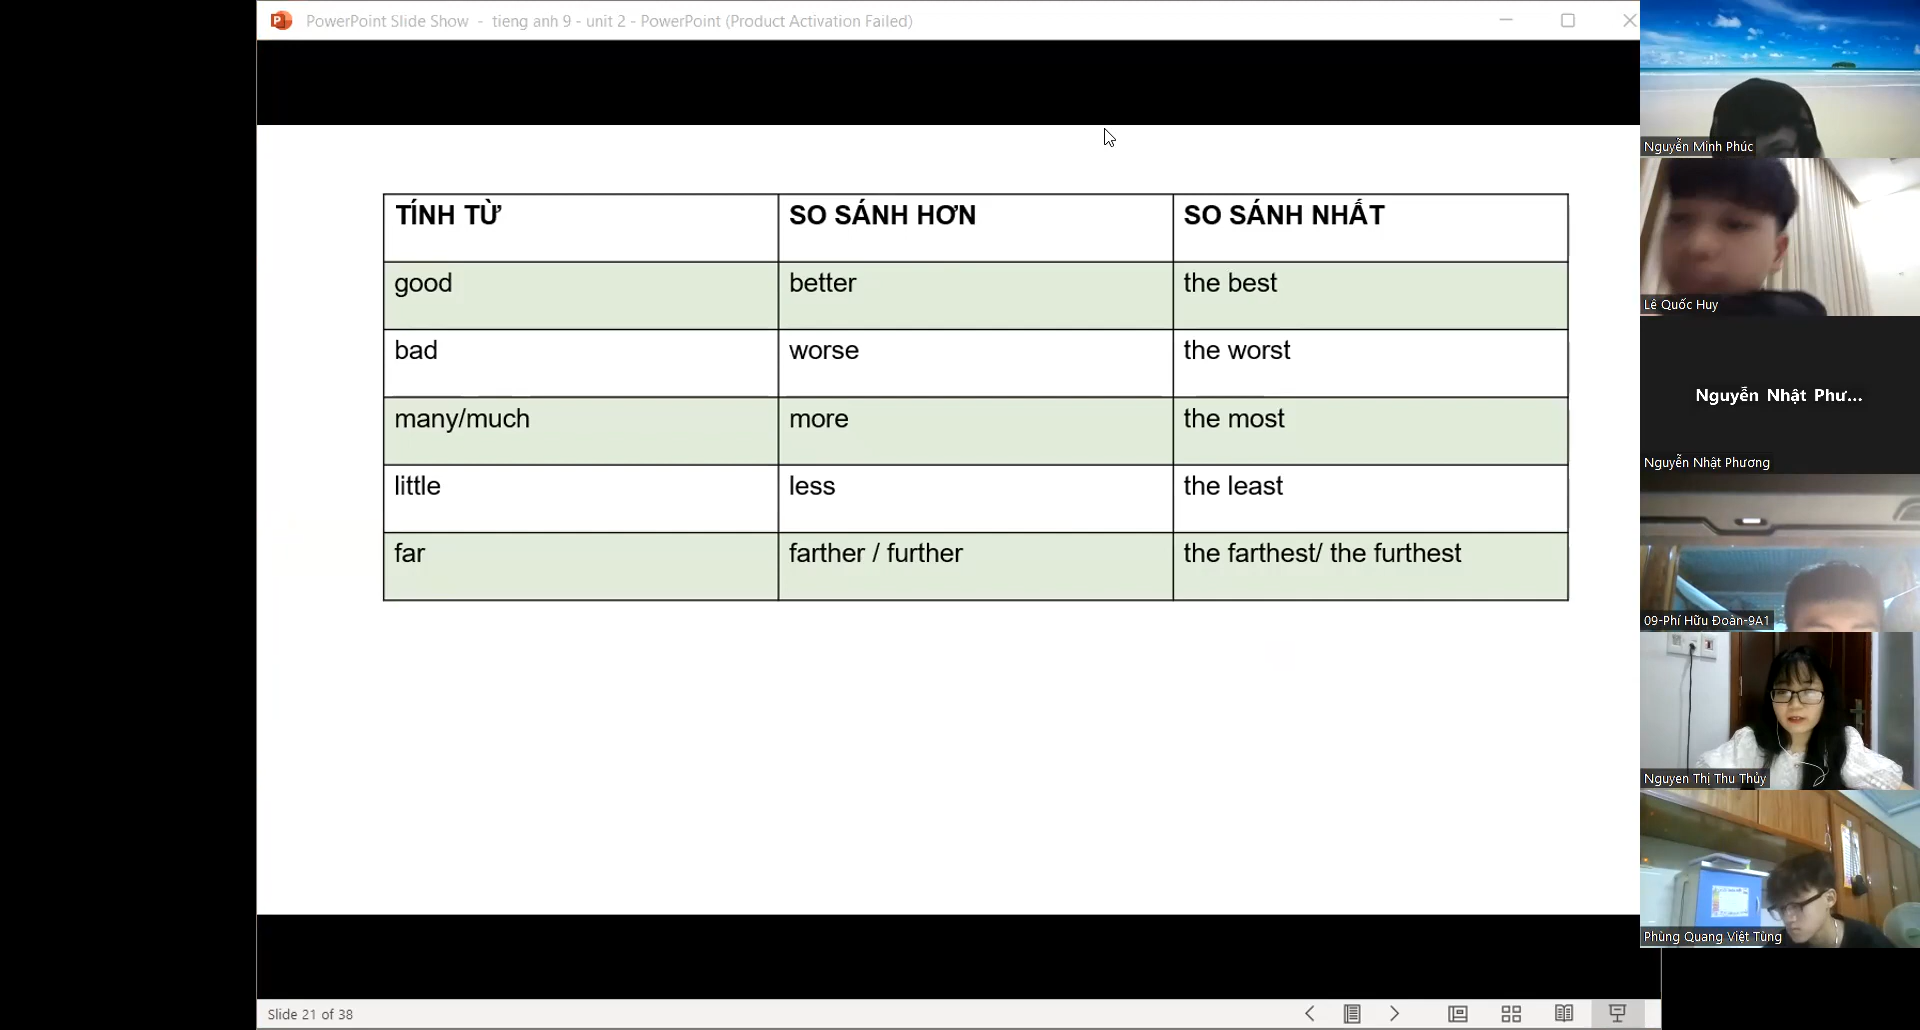 PowerPoint Slide Show - tieng anh 9 - unit 2 - PowerPoint (Product Activation Failed)
TÍNH TỪ SO SÁNH HƠN SO SÁNH NHẤT
good better the best
bad worse the worst
many/much more the most
little less the least
far farther / further the farthest/ the furthest
Slide 21 of 38
Nguyễn Minh Phúc
Lê Quốc Huy
Nguyễn Nhật Phư...
Nguyễn Nhật Phương
09-Phí Hữu Đoàn-9A1
Nguyen Thị Thu Thủy
Phùng Quang Việt Tùng